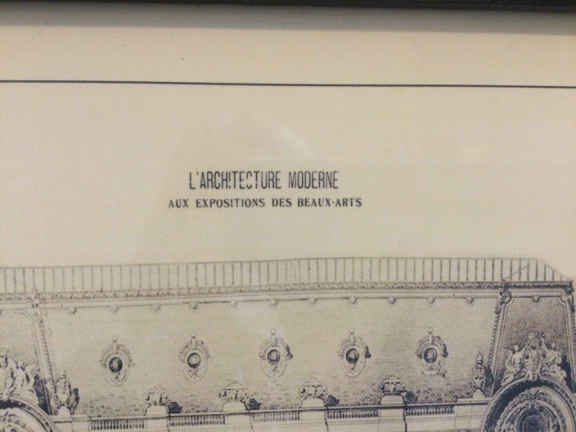 L'ARCHITECTURE MODERNE
AUX EXPOSITIONS DES BEAUX-ARTS